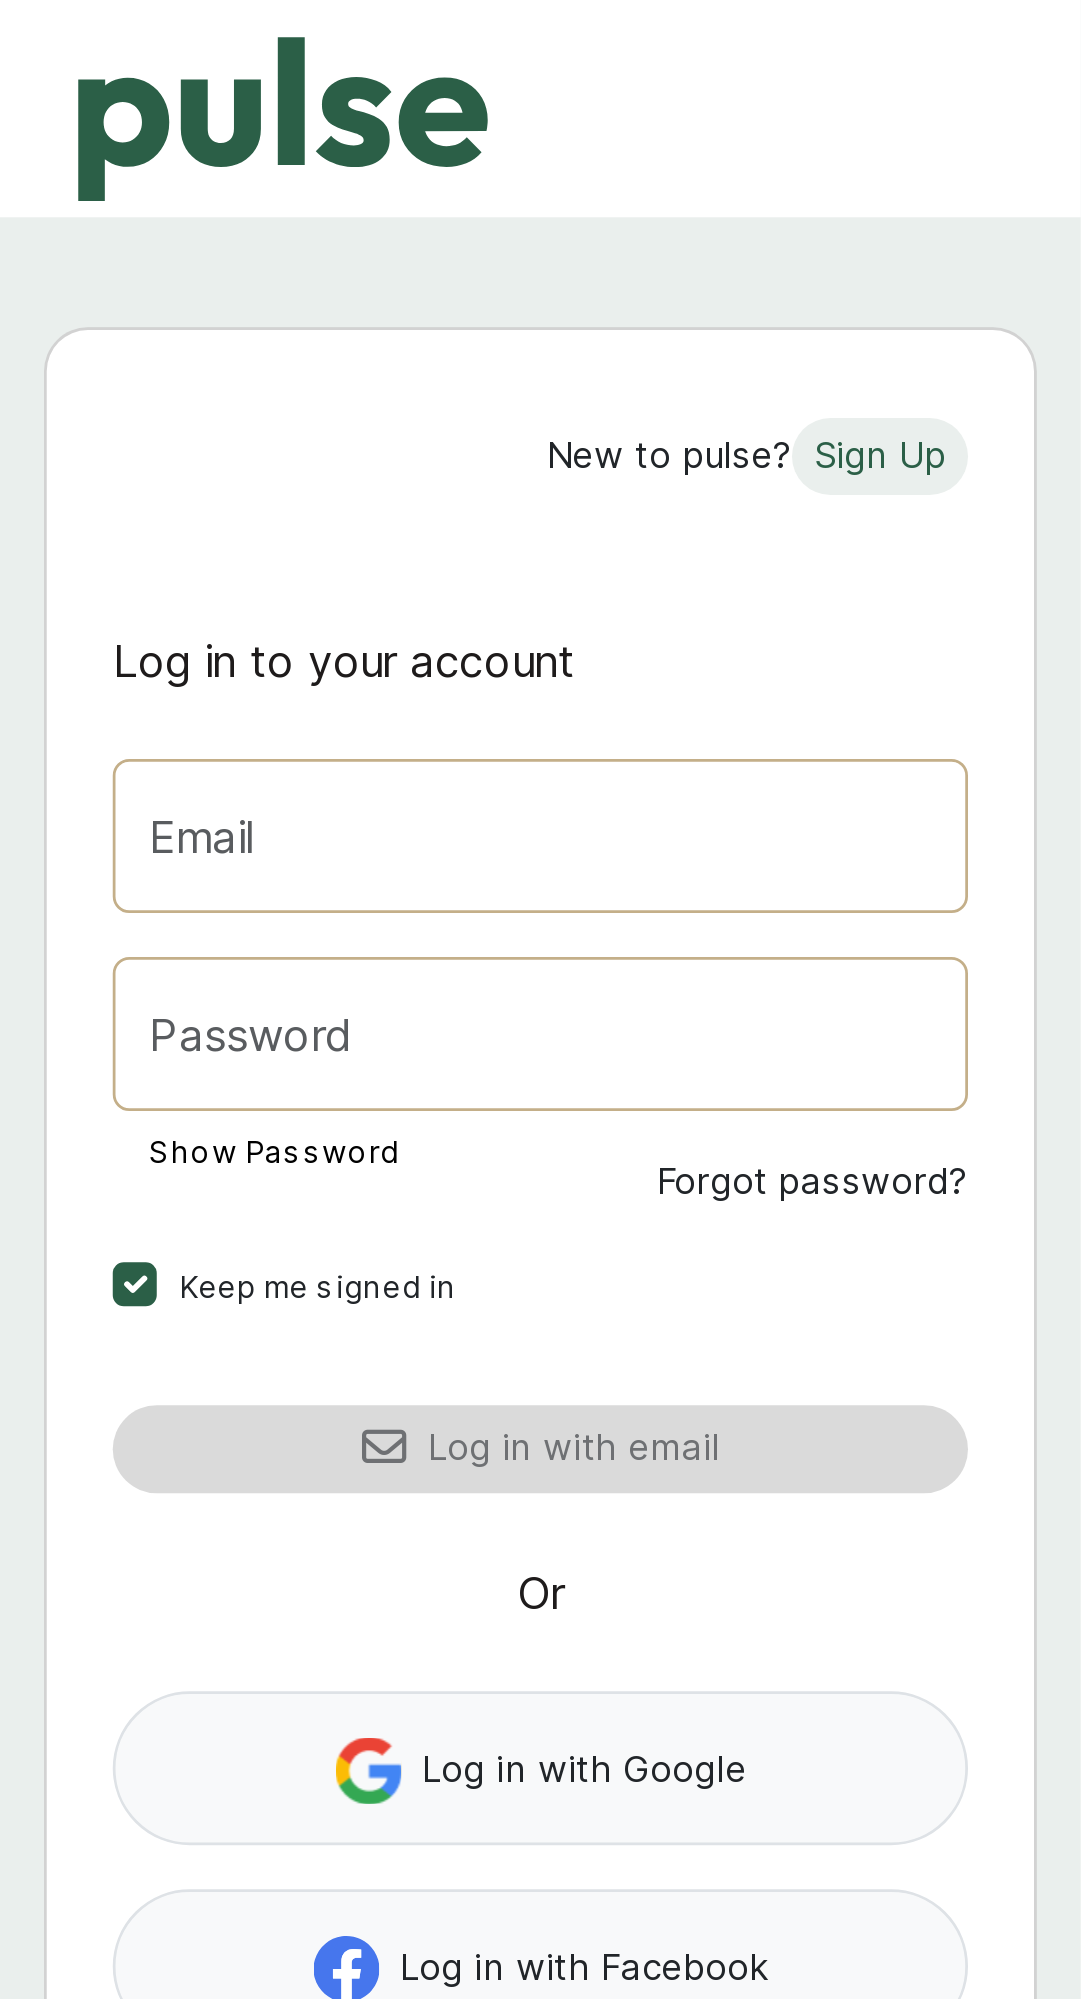 pulse
New to pulse? Sign Up
Log in to your account
Email
Password
Show Password
Forgot password?
Keep me signed in
Log in with email
Or
Log in with Google
Log in with Facebook